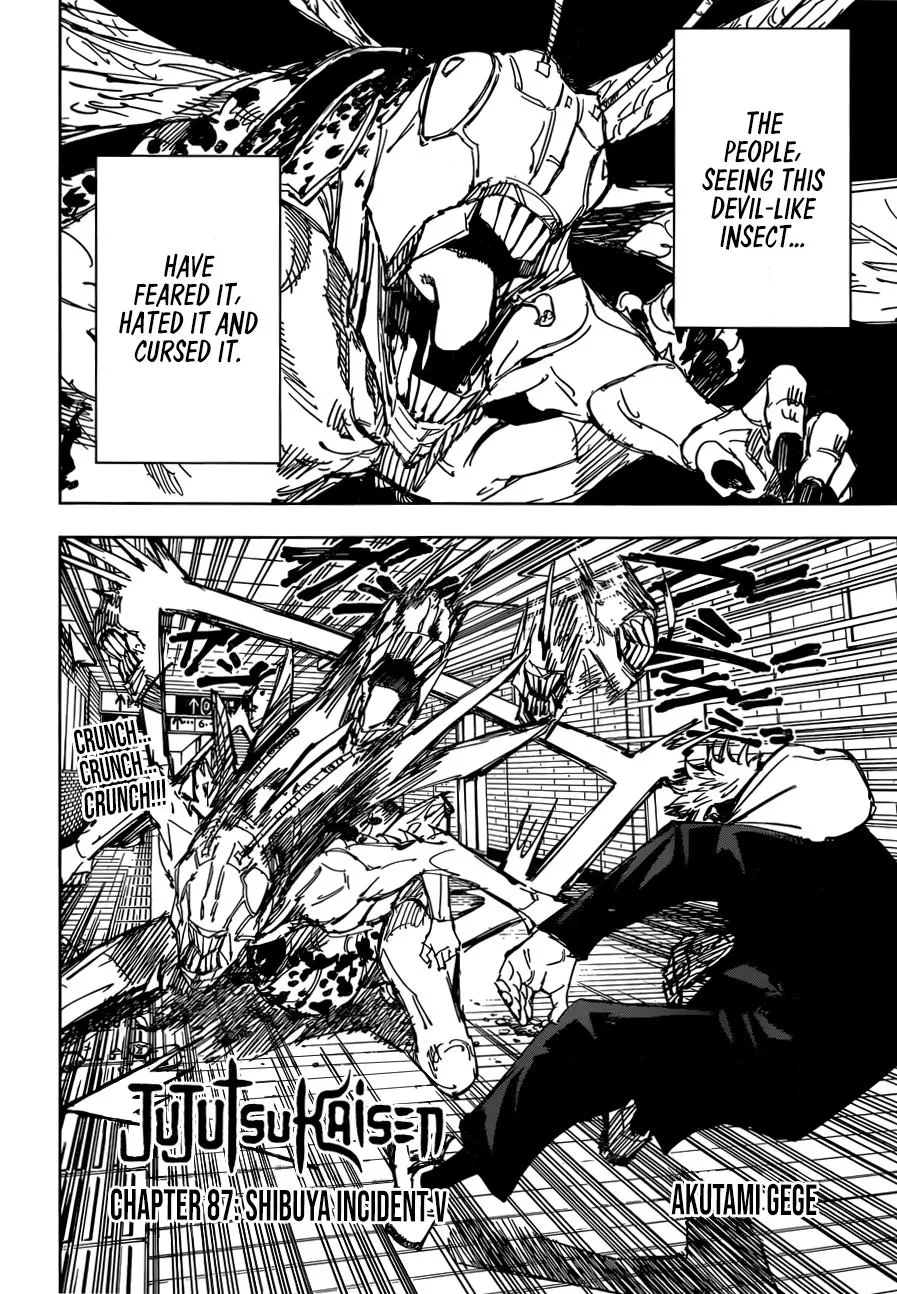 THE
PEOPLE,
SEEING THIS
DEVIL-LIKE
INSECT...
HAVE
FEARED IT,
HATED IT AND
CURSED IT.
CRUNCH...
CRUNCH...
CRUNCH!!!
JUJUTSU KAISEN
CHAPTER 87: SHIBUYA INCIDENT V
AKUTAMI GEGE